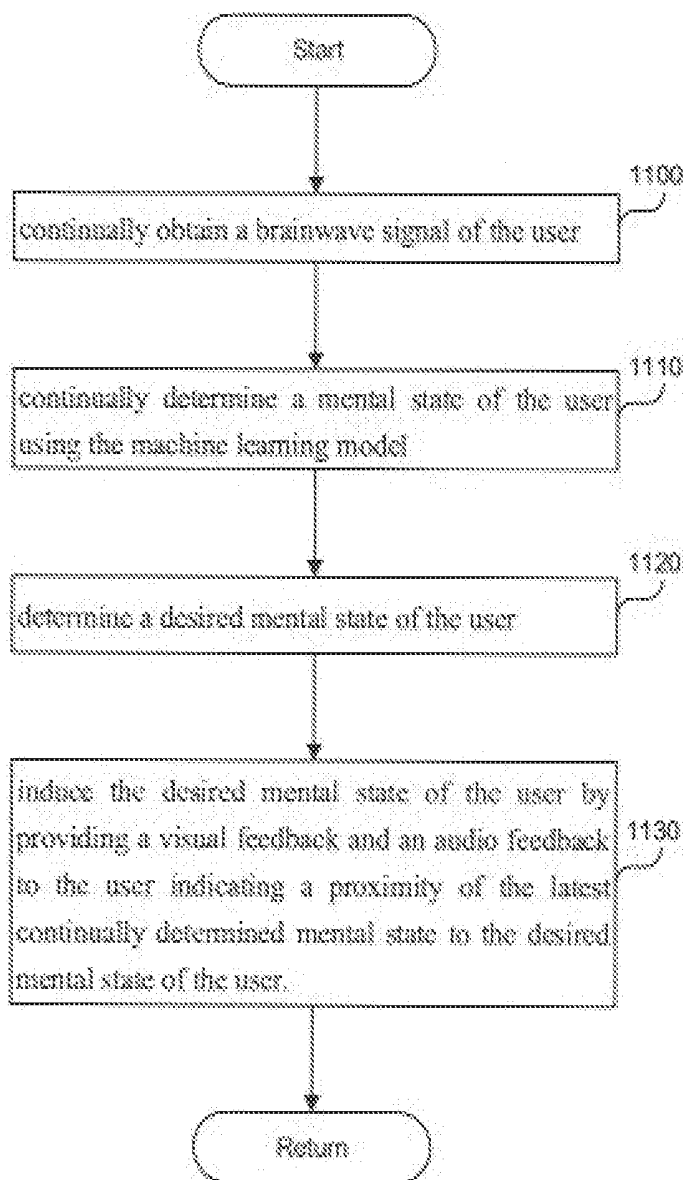 Start
1100
continually obtain a brainwave signal of the user
1110
continually determine a mental state of the user
using the machine learning model
1120
determine a desired mental state of the user
induce the desired mental state of the user by
providing a visual feedback and an audio feedback
1130
to the user indicating a proximity of the latest
continually determined mental state to the desired
mental state of the user.
Return